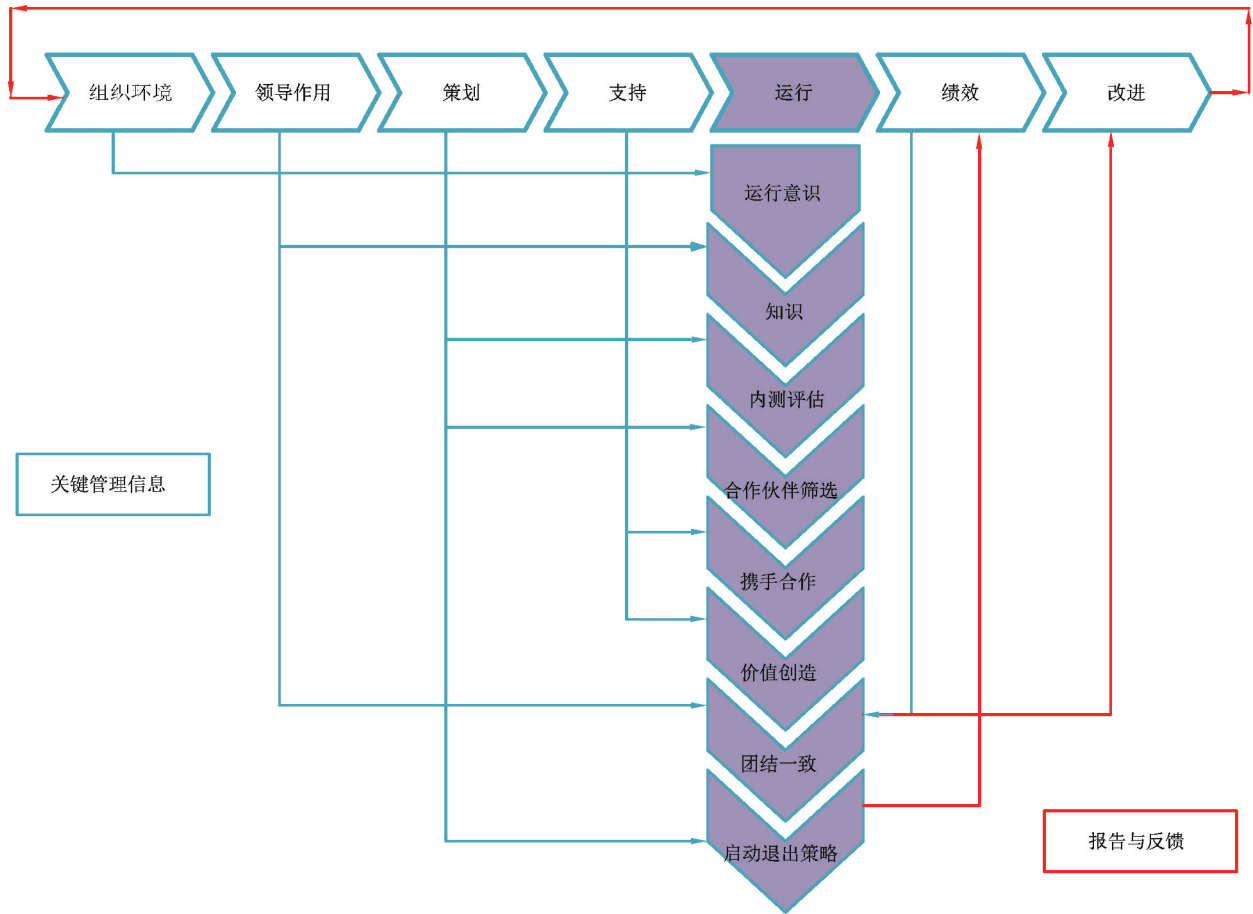 组织环境
领导作用
策划
支持
运行
绩效
改进
运行意识
知识
内测评估
合作伙伴筛选
携手合作
价值创造
团结一致
启动退出策略
关键管理信息
报告与反馈